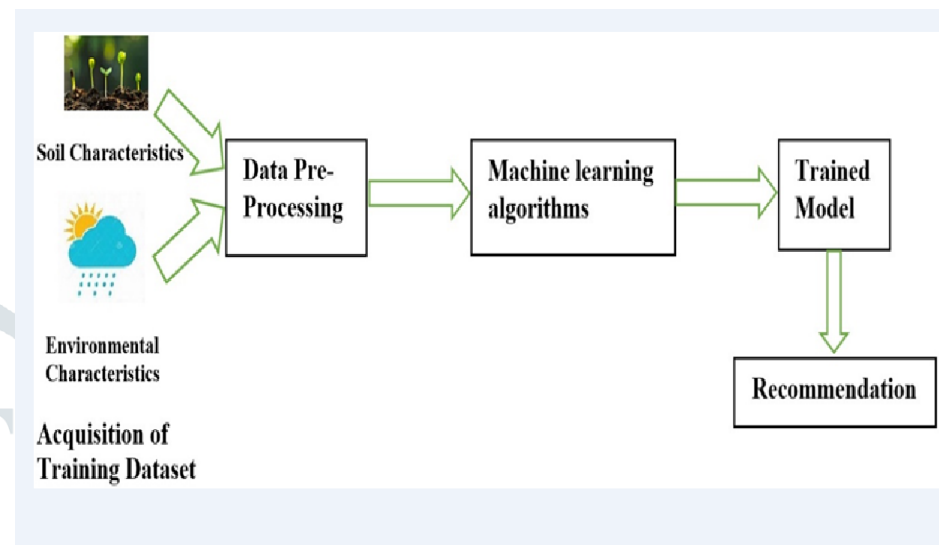 Soil Characteristics
Environmental
Characteristics
Acquisition of
Training Dataset
Data Pre-
Processing
Machine learning
algorithms
Trained
Model
Recommendation